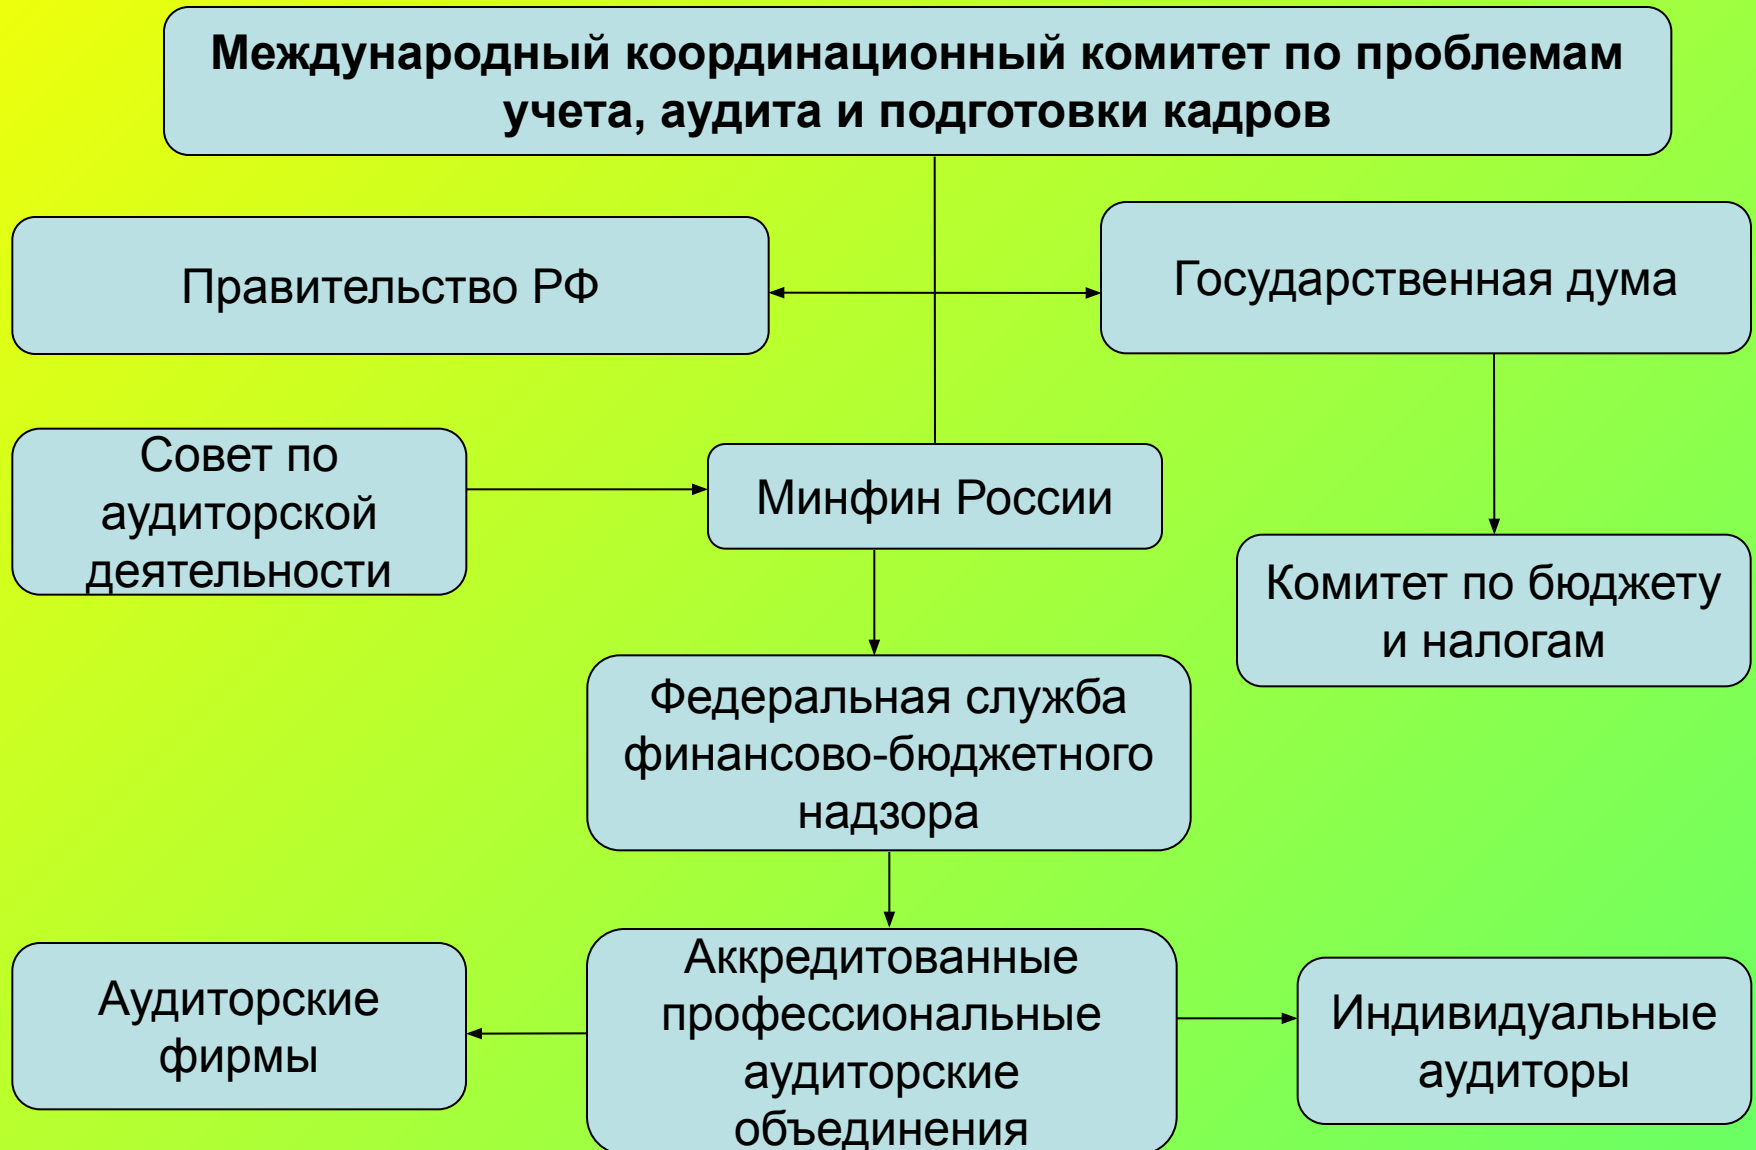 Международный координационный комитет по проблемам
учета, аудита и подготовки кадров
Правительство РФ
Государственная дума
Совет по
аудиторской
деятельности
Минфин России
Комитет по бюджету
и налогам
Федеральная служба
финансово-бюджетного
надзора
Аудиторские
фирмы
Аккредитованные
профессиональные
аудиторские
объединения
Индивидуальные
аудиторы